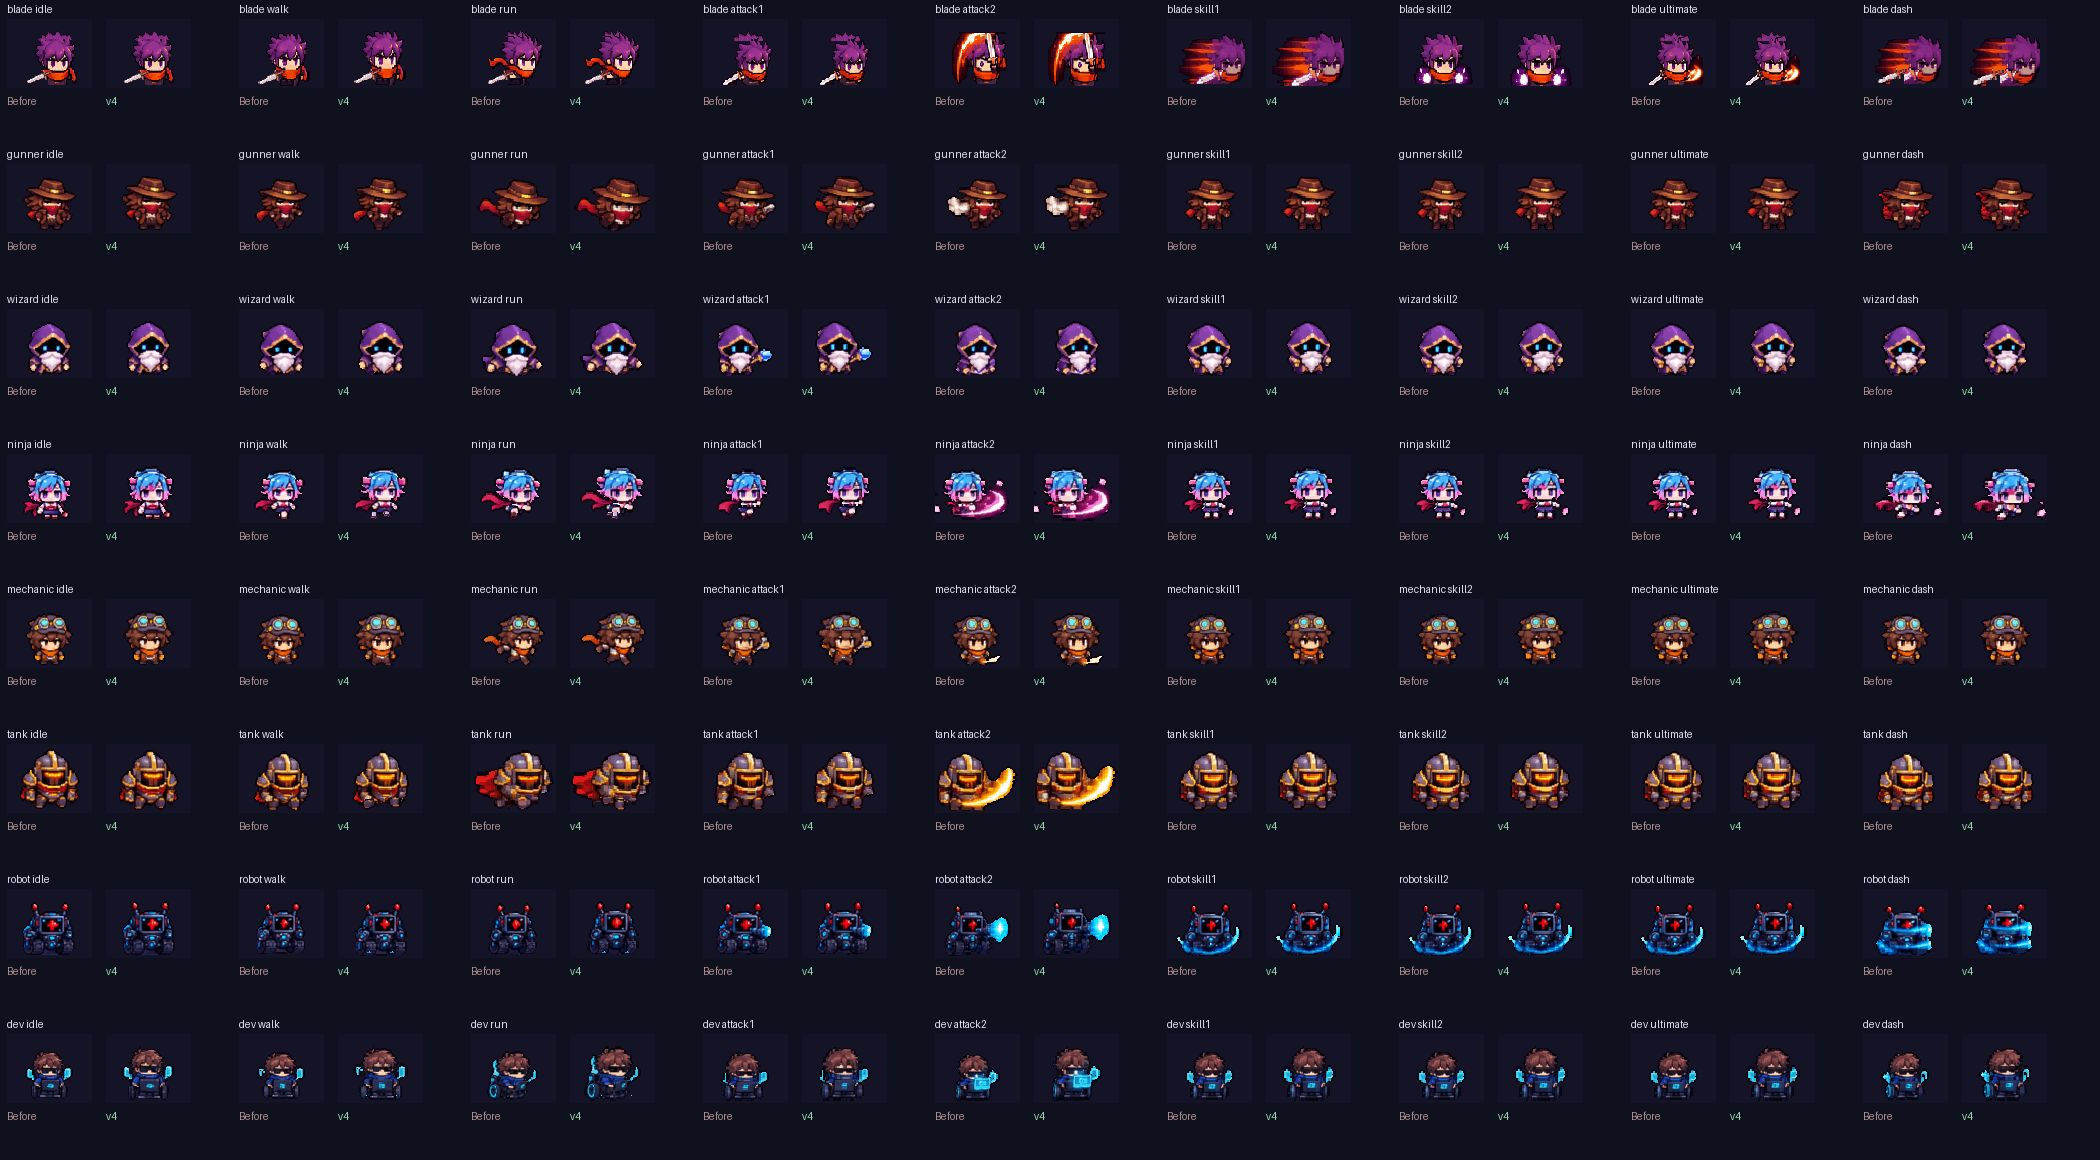 blade idle blade walk blade run blade attack1 blade attack2 blade skill1 blade skill2 blade ultimate blade dash
Before v4 Before v4 Before v4 Before v4 Before v4 Before v4 Before v4 Before v4 Before v4
gunner idle gunner walk gunner run gunner attack1 gunner attack2 gunner skill1 gunner skill2 gunner ultimate gunner dash
Before v4 Before v4 Before v4 Before v4 Before v4 Before v4 Before v4 Before v4 Before v4
wizard idle wizard walk wizard run wizard attack1 wizard attack2 wizard skill1 wizard skill2 wizard ultimate wizard dash
Before v4 Before v4 Before v4 Before v4 Before v4 Before v4 Before v4 Before v4 Before v4
ninja idle ninja walk ninja run ninja attack1 ninja attack2 ninja skill1 ninja skill2 ninja ultimate ninja dash
Before v4 Before v4 Before v4 Before v4 Before v4 Before v4 Before v4 Before v4 Before v4
mechanic idle mechanic walk mechanic run mechanic attack1 mechanic attack2 mechanic skill1 mechanic skill2 mechanic ultimate mechanic dash
Before v4 Before v4 Before v4 Before v4 Before v4 Before v4 Before v4 Before v4 Before v4
tank idle tank walk tank run tank attack1 tank attack2 tank skill1 tank skill2 tank ultimate tank dash
Before v4 Before v4 Before v4 Before v4 Before v4 Before v4 Before v4 Before v4 Before v4
robot idle robot walk robot run robot attack1 robot attack2 robot skill1 robot skill2 robot ultimate robot dash
Before v4 Before v4 Before v4 Before v4 Before v4 Before v4 Before v4 Before v4 Before v4
dev idle dev walk dev run dev attack1 dev attack2 dev skill1 dev skill2 dev ultimate dev dash
Before v4 Before v4 Before v4 Before v4 Before v4 Before v4 Before v4 Before v4 Before v4